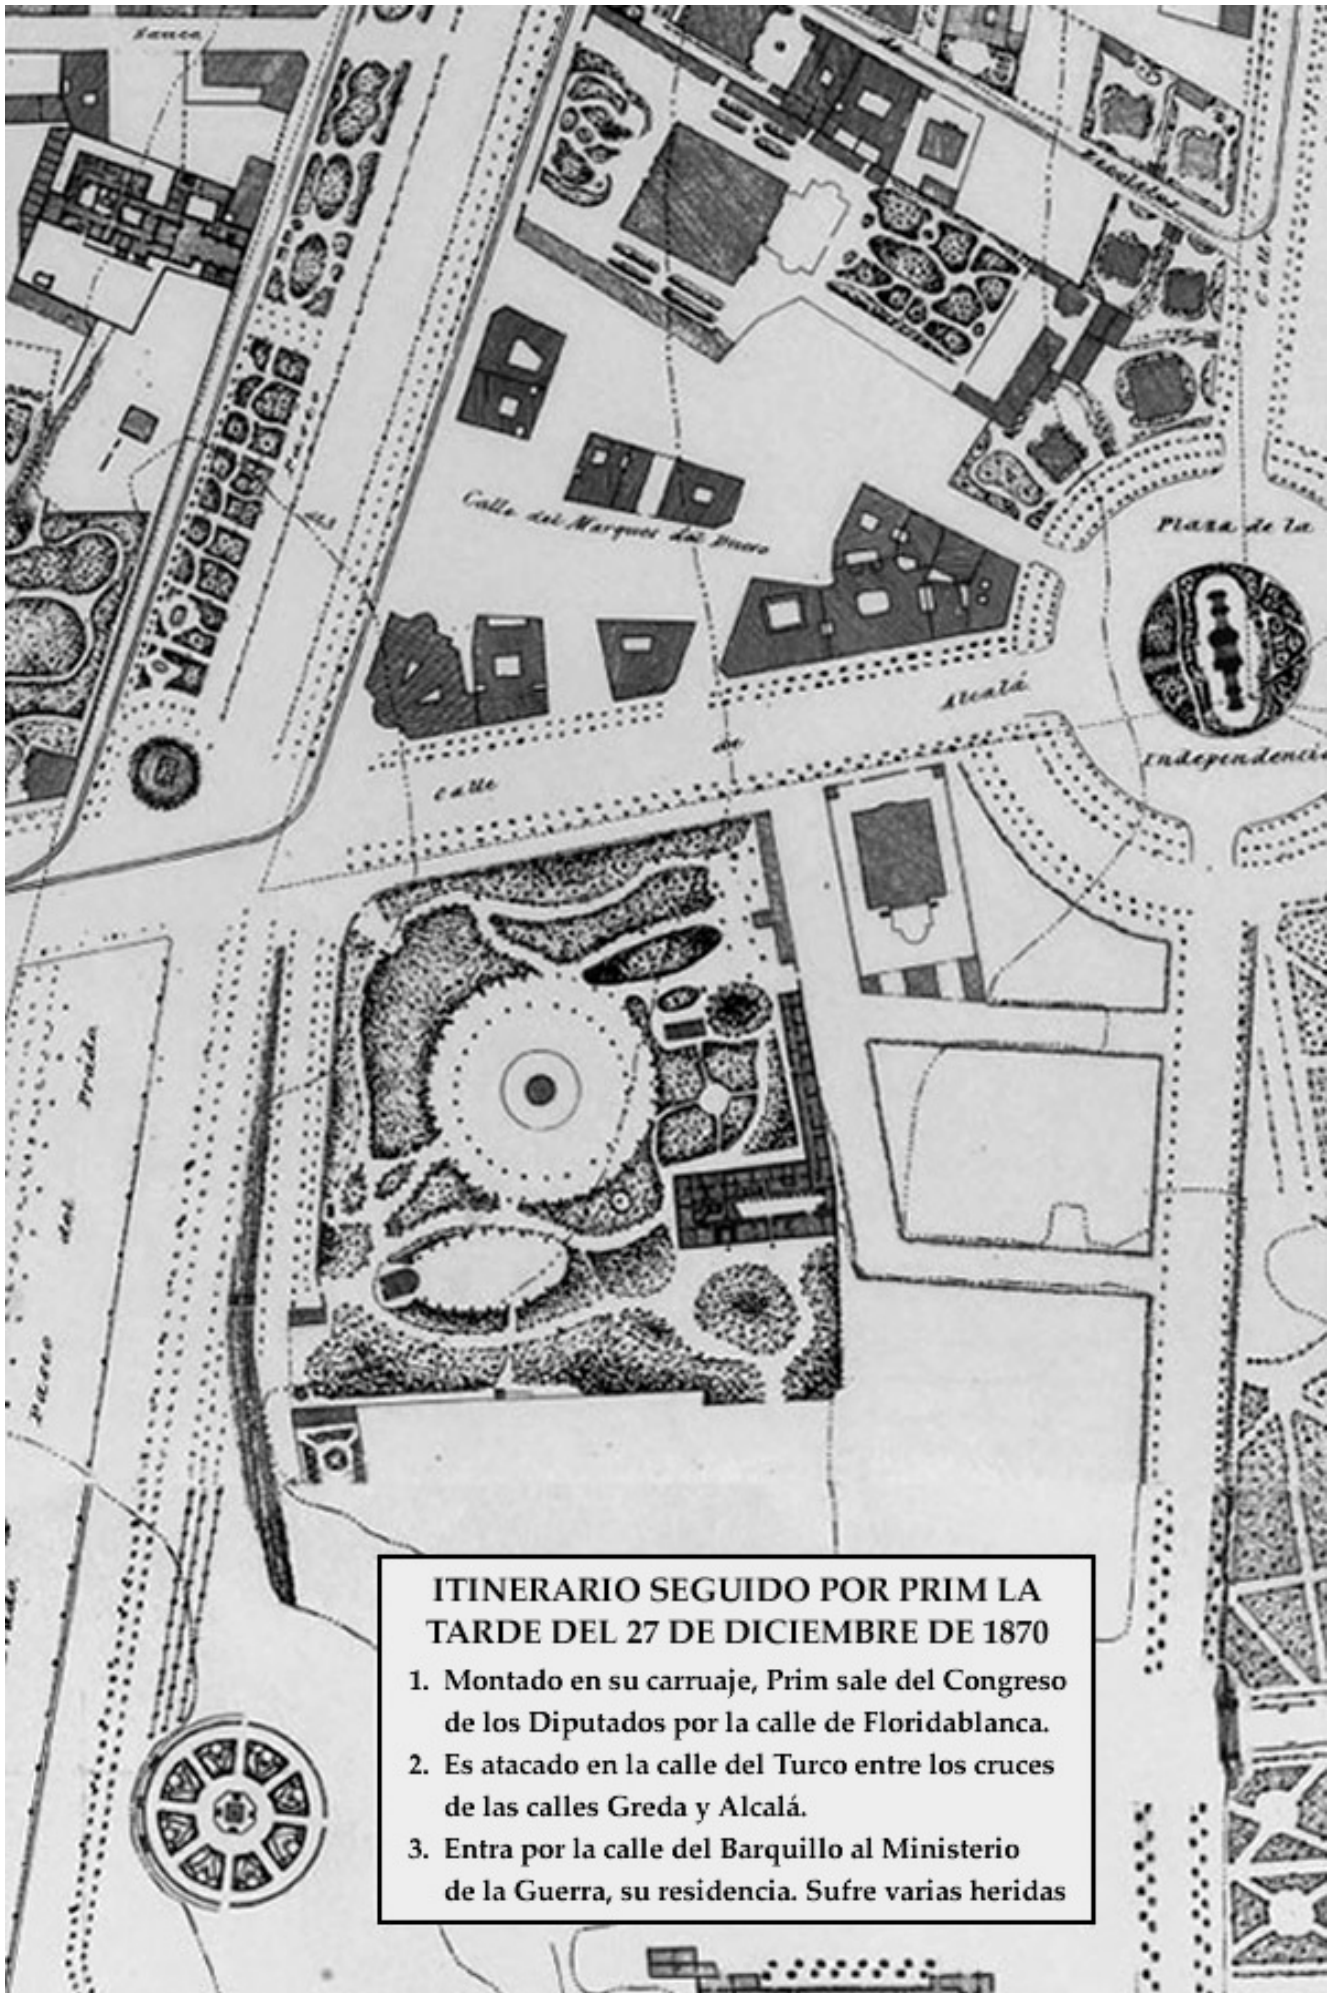 Calle del Marques del Duero
Plaza de la
Independencia
Calle de Alcalá
Paseo del Prado
ITINERARIO SEGUIDO POR PRIM LA
TARDE DEL 27 DE DICIEMBRE DE 1870
1. Montado en su carruaje, Prim sale del Congreso
de los Diputados por la calle de Floridablanca.
2. Es atacado en la calle del Turco entre los cruces
de las calles Greda y Alcalá.
3. Entra por la calle del Barquillo al Ministerio
de la Guerra, su residencia. Sufre varias heridas